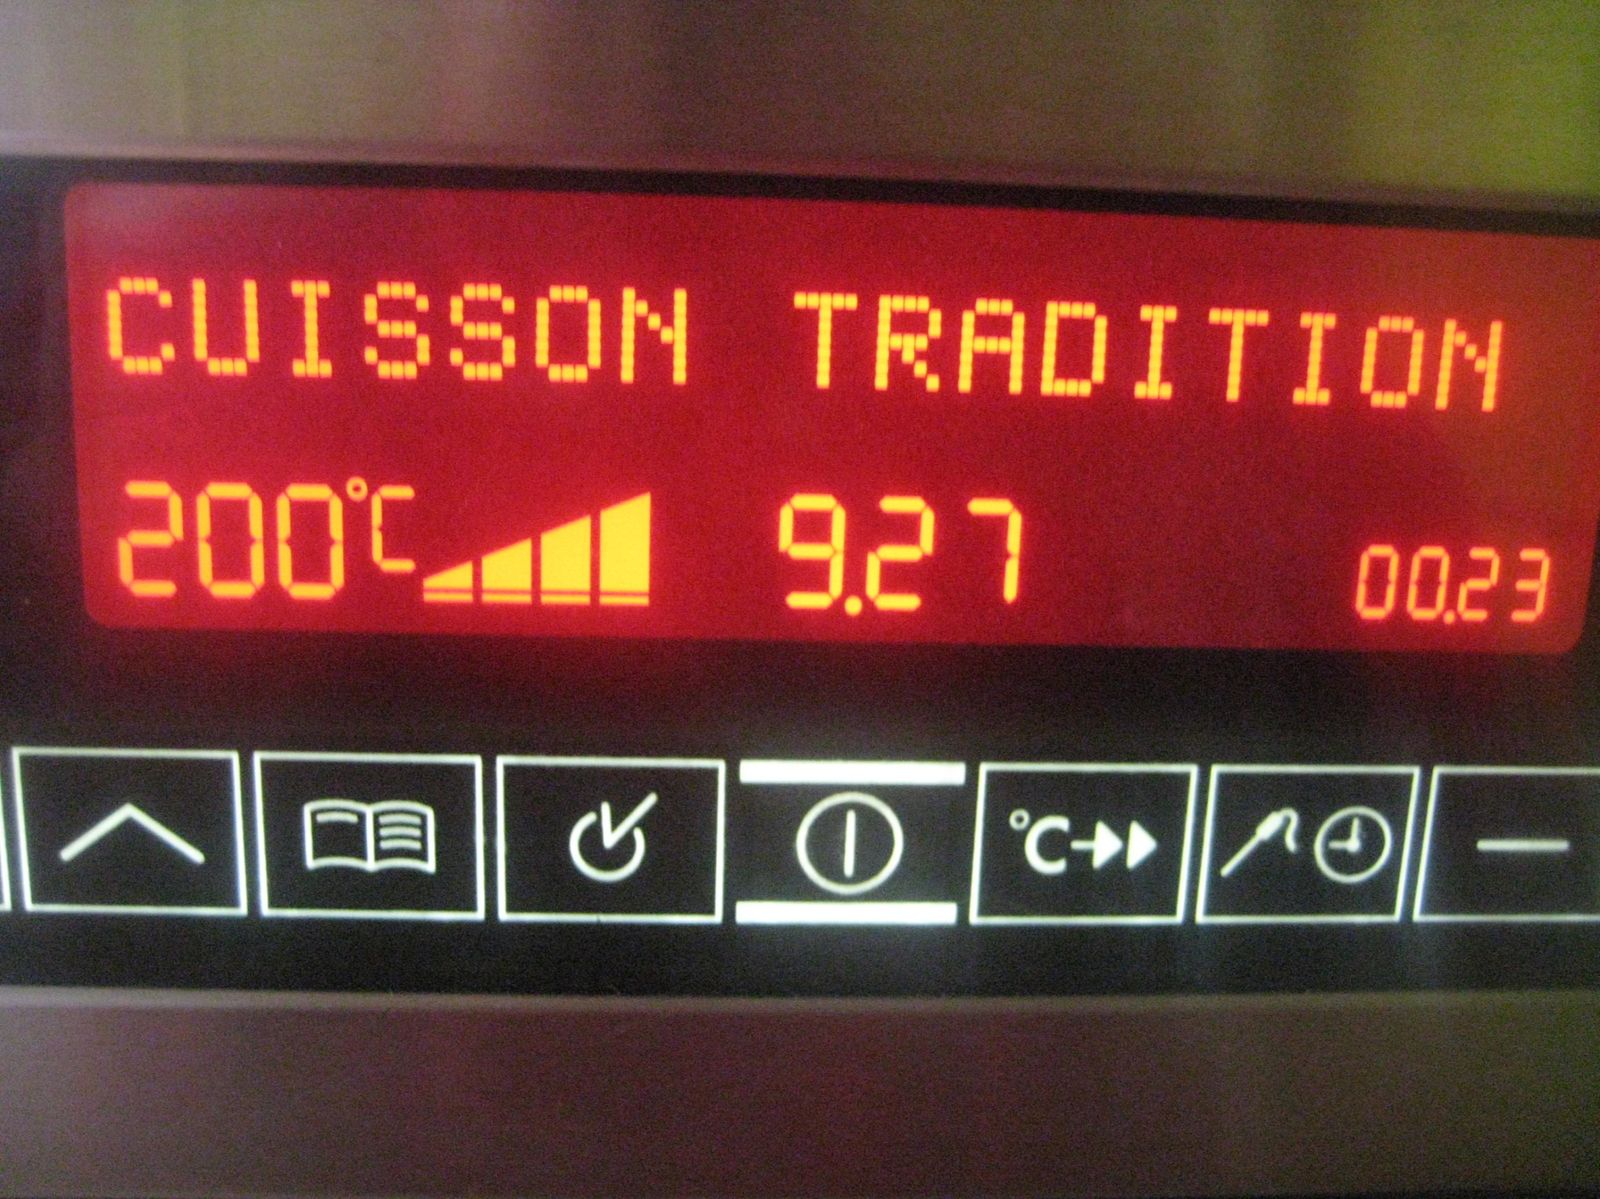 CUISSON TRADITION
200°C 9.27 00.23
°C